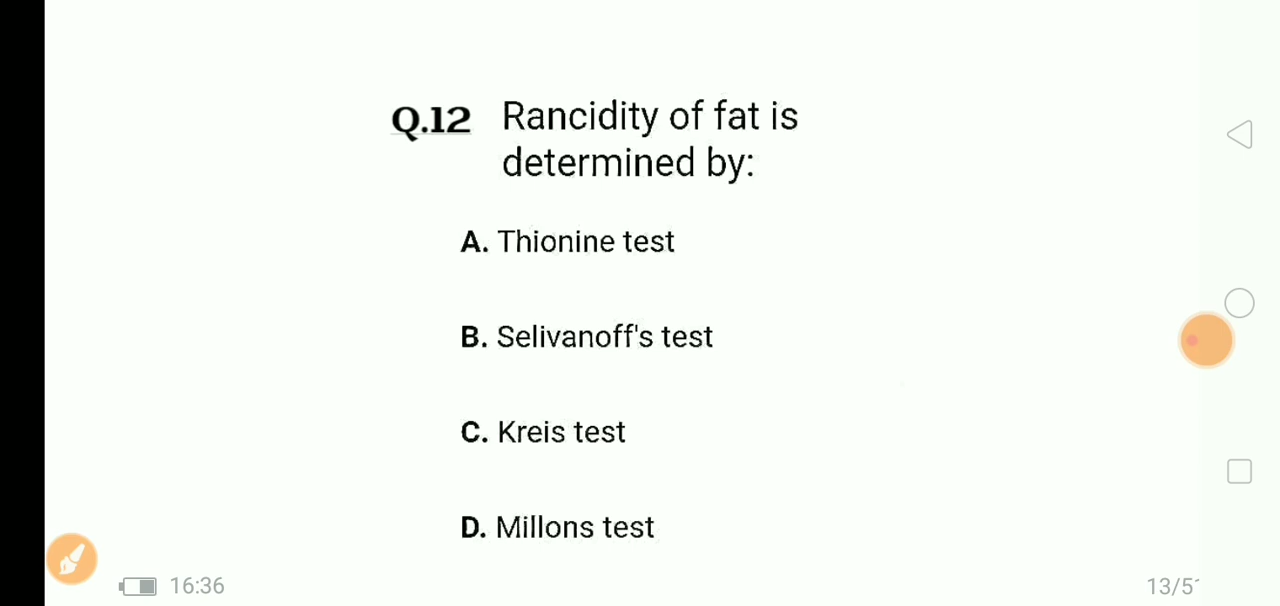 Q.12 Rancidity of fat is
determined by:
A. Thionine test
B. Selivanoff's test
C. Kreis test
D. Millons test
16:36